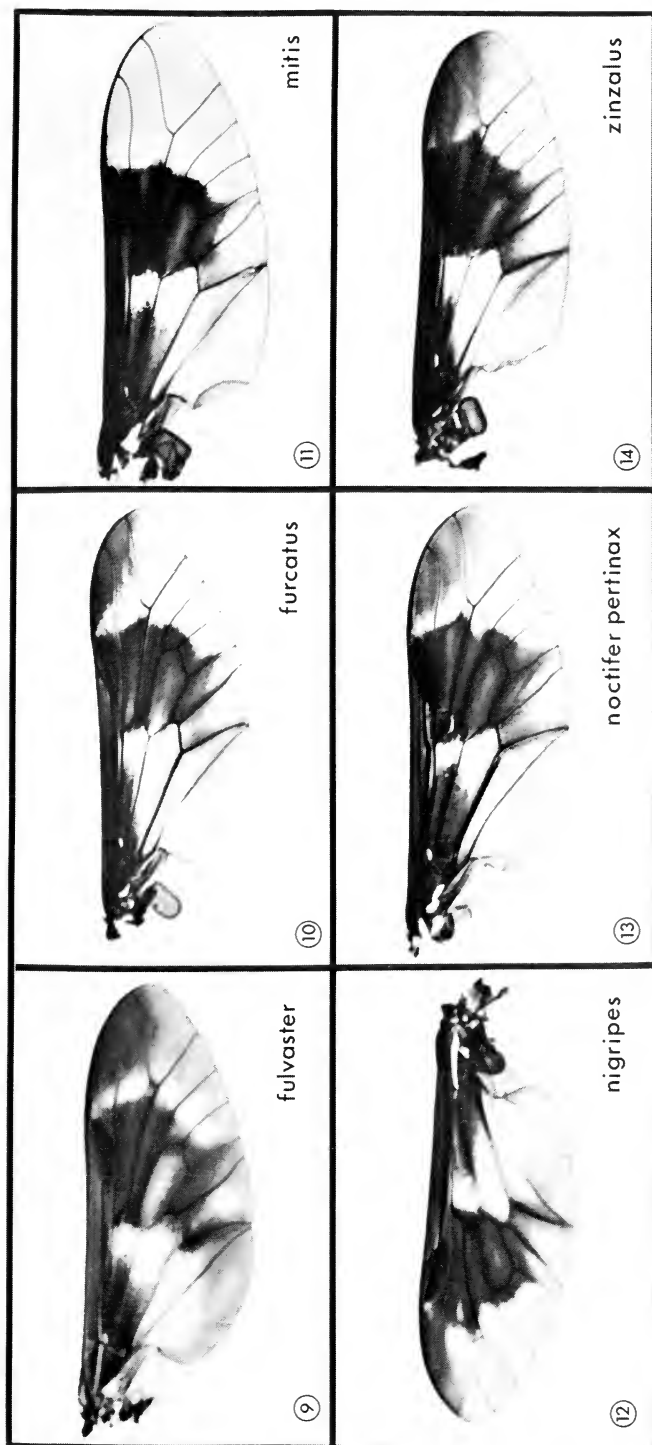 ⑨
fulvaster
⑩
furcatus
⑪
mitis
⑫
nigripes
⑬
noctifer pertinax
⑭
zinzalus